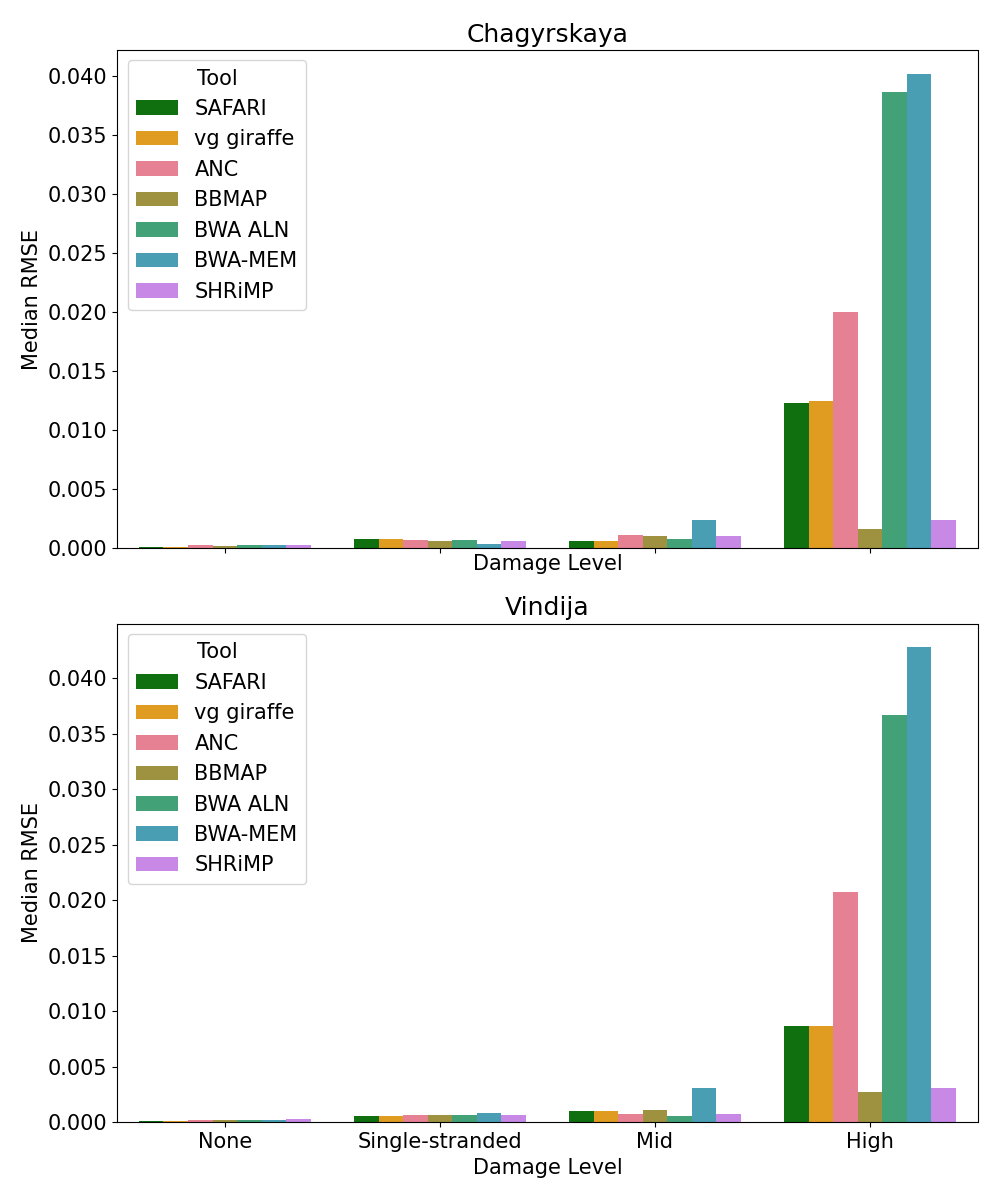 Chagyrskaya
Tool
SAFARI
vg giraffe
ANC
BBMAP
BWA ALN
BWA-MEM
SHRiMP
Median RMSE
0.040
0.035
0.030
0.025
0.020
0.015
0.010
0.005
0.000
Damage Level
Vindija
Tool
SAFARI
vg giraffe
ANC
BBMAP
BWA ALN
BWA-MEM
SHRiMP
Median RMSE
0.040
0.035
0.030
0.025
0.020
0.015
0.010
0.005
0.000
None Single-stranded Mid High
Damage Level